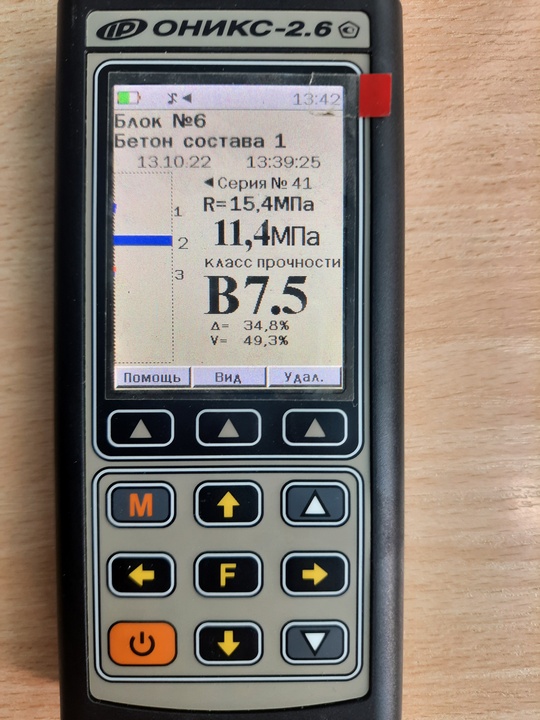 ОНИКС-2.6
13:42
Блок №6
Бетон состава 1
13.10.22 13:39:25
◄Серия № 41
R=15,4МПа
1
11,4МПа
2
класс прочности
3
B7.5
Δ= 34,8%
V= 49,3%
Помощь Вид Удал.
M
F